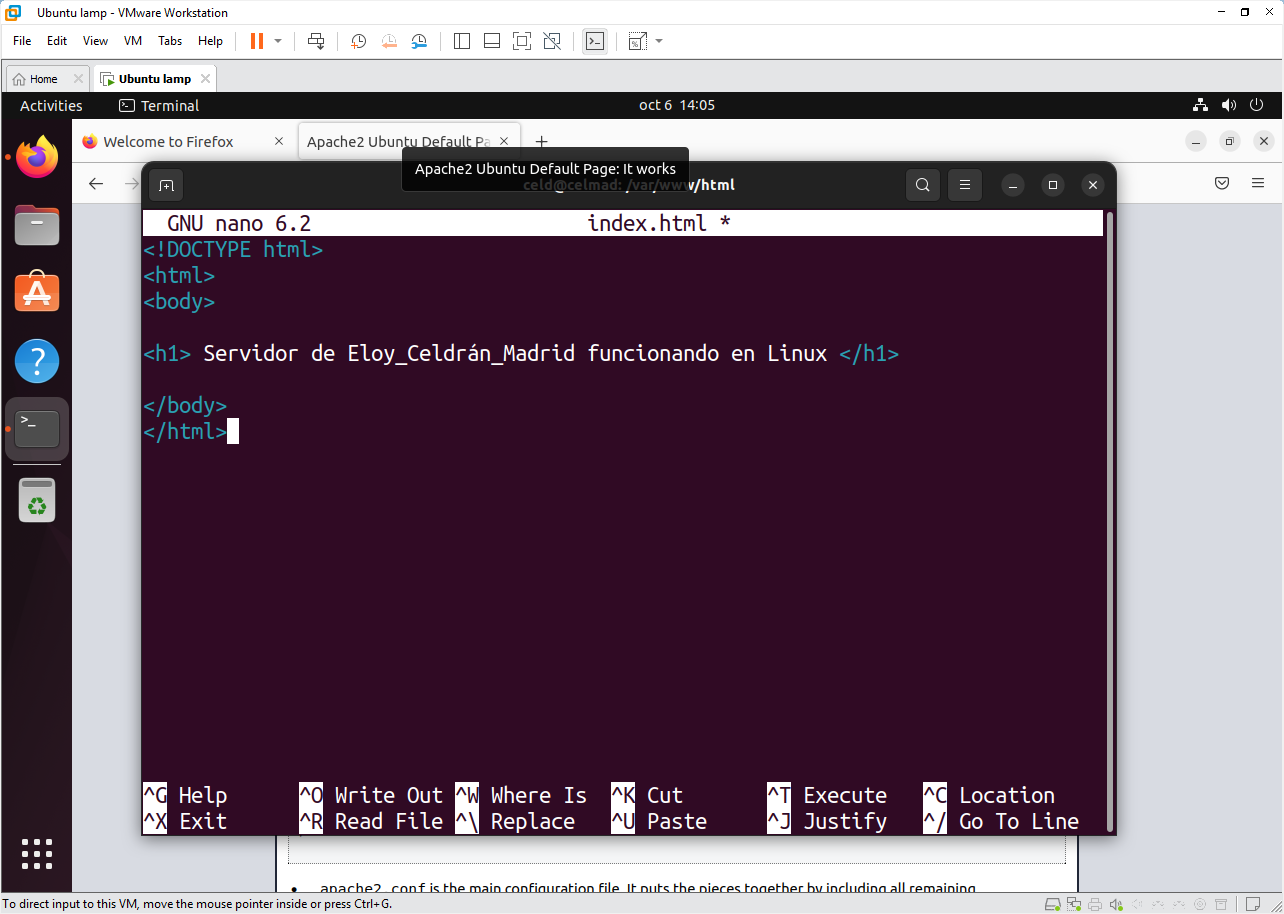 Ubuntu lamp - VMware Workstation
File Edit View VM Tabs Help
Home Ubuntu lamp
Activities Terminal oct 6 14:05
Welcome to Firefox Apache2 Ubuntu Default Pa
Apache2 Ubuntu Default Page: It works
celd@celmad: /var/www/html
GNU nano 6.2 index.html *
<!DOCTYPE html>
<html>
<body>
<h1> Servidor de Eloy_Celdrán_Madrid funcionando en Linux </h1>
</body>
</html>
^G Help ^O Write Out ^W Where Is ^K Cut ^T Execute ^C Location
^X Exit ^R Read File ^\ Replace ^U Paste ^J Justify ^/ Go To Line
• apache2.conf is the main configuration file. It puts the pieces together by including all remaining
To direct input to this VM, move the mouse pointer inside or press Ctrl+G.